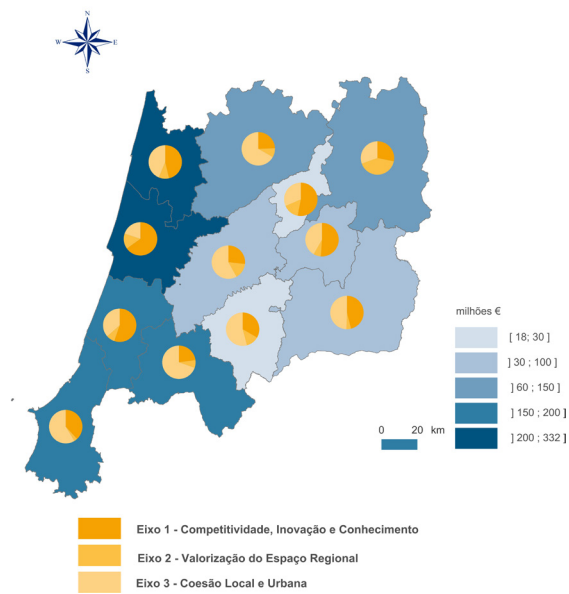 N
W E
S
milhões €
[ 18; 30 ]
] 30 ; 100 ]
] 60 ; 150 ]
] 150 ; 200 ]
] 200 ; 332 ]
0 20 km
Eixo 1 - Competitividade, Inovação e Conhecimento
Eixo 2 - Valorização do Espaço Regional
Eixo 3 - Coesão Local e Urbana